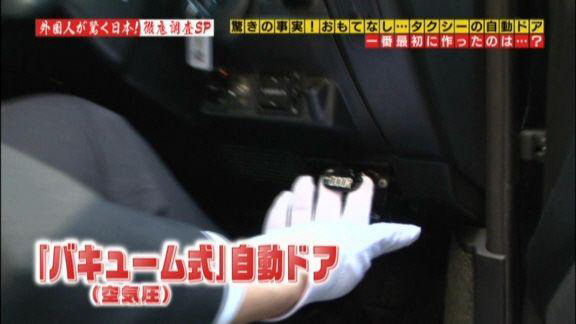 外国人が驚く日本!徹底調査SP
驚きの事実!おもてなし…タクシーの自動ドア
一番最初に作ったのは…?
「バキューム式」自動ドア
(空気圧)